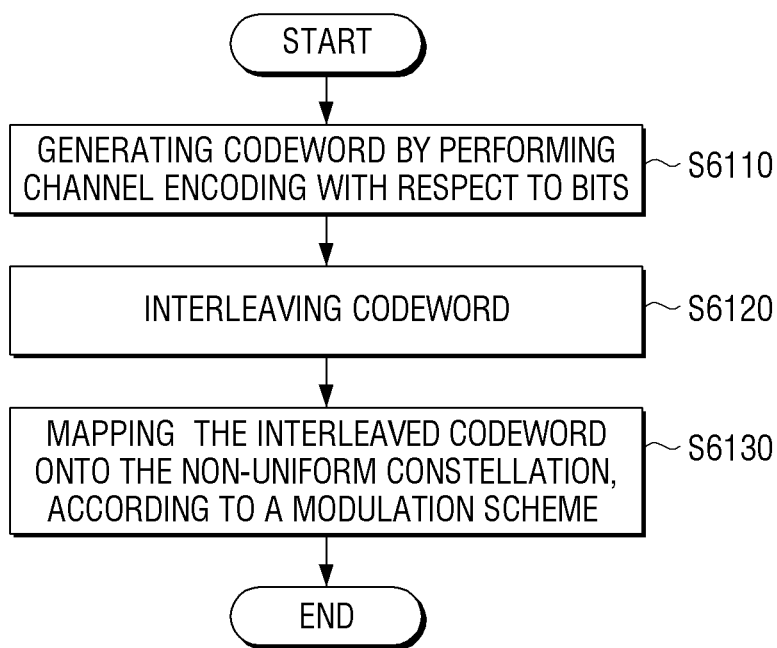 START
GENERATING CODEWORD BY PERFORMING
CHANNEL ENCODING WITH RESPECT TO BITS
S6110
INTERLEAVING CODEWORD
S6120
MAPPING THE INTERLEAVED CODEWORD
ONTO THE NON-UNIFORM CONSTELLATION,
ACCORDING TO A MODULATION SCHEME
S6130
END